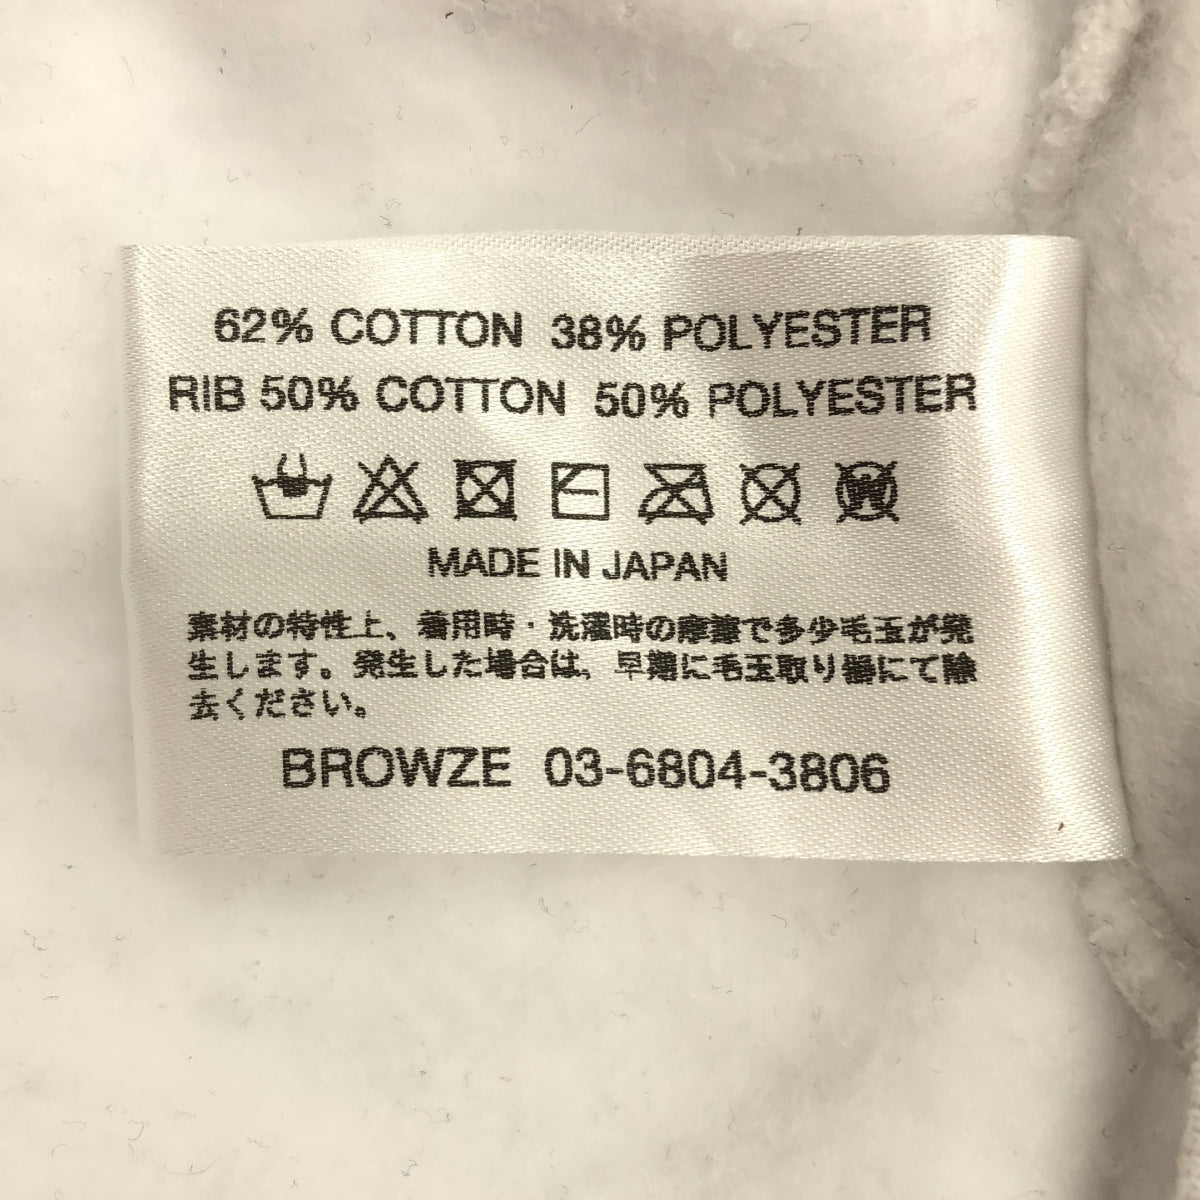 62% COTTON 38% POLYESTER
RIB 50% COTTON 50% POLYESTER
MADE IN JAPAN
素材の特性上、着用時・洗濯時の摩擦で多少毛玉が発
生します。発生した場合は、早期に毛玉取り器にて除
去ください。
BROWZE 03-6804-3806